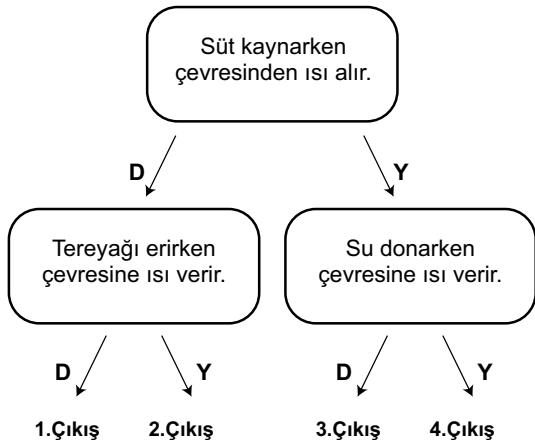 Süt kaynarken
çevresinden ısı alır.
D
Y
Tereyağı erirken
çevresine ısı verir.
Su donarken
çevresine ısı verir.
D
Y
D
Y
1.Çıkış
2.Çıkış
3.Çıkış
4.Çıkış